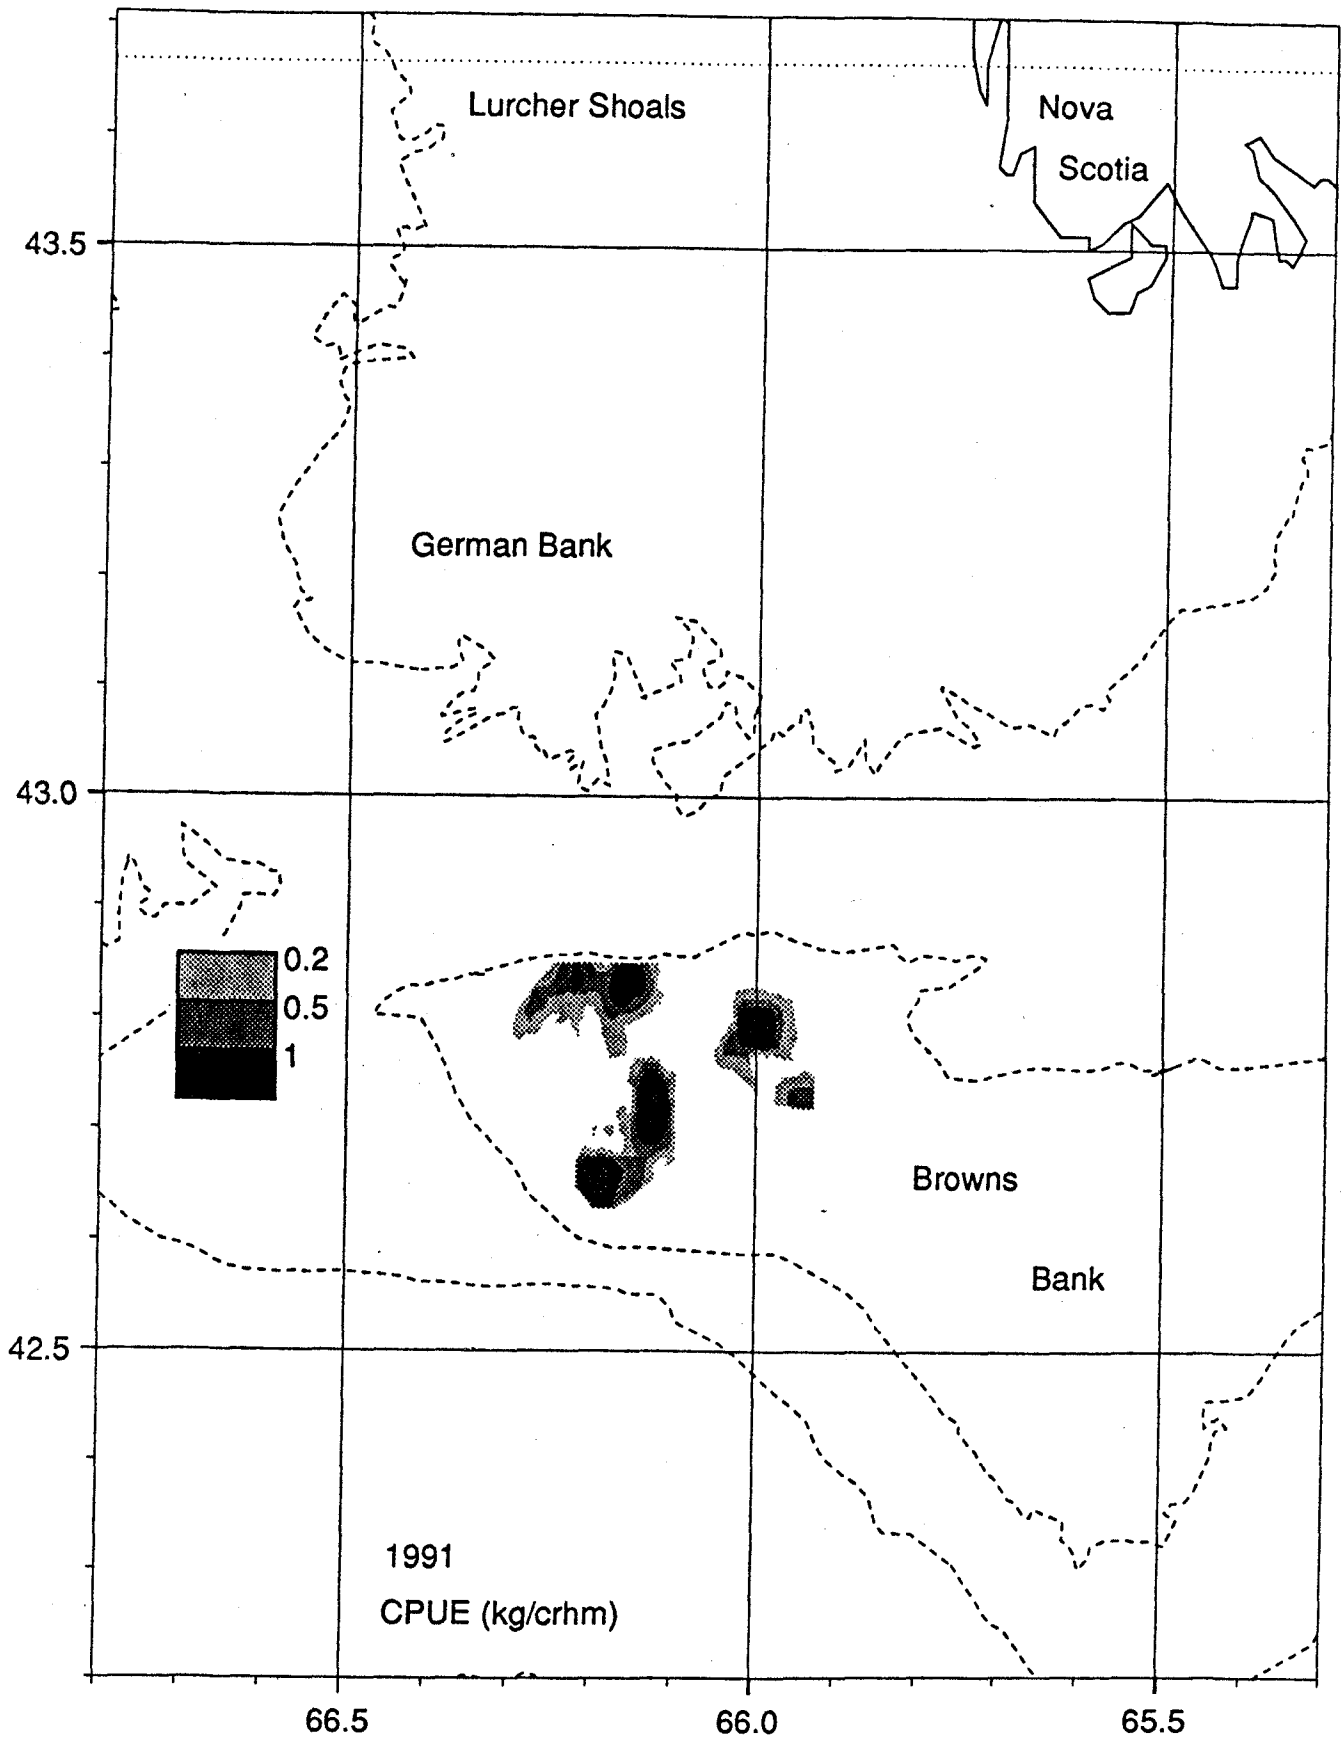 Lurcher Shoals
Nova
Scotia
43.5
German Bank
43.0
0.2
0.5
1
Browns
Bank
42.5
1991
CPUE (kg/crhm)
66.5
66.0
65.5